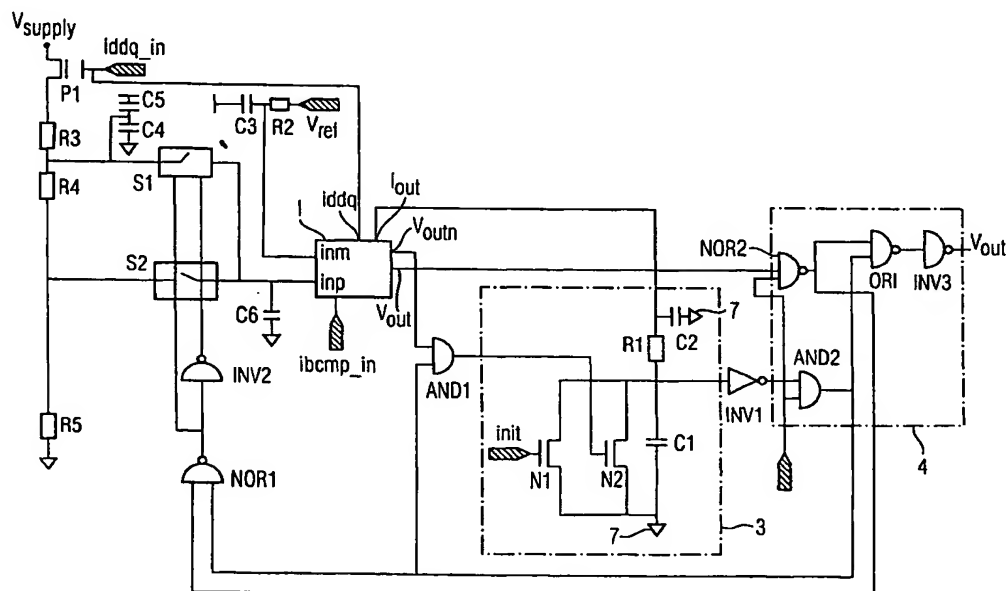 Vsupply
Iddq_in
P1
C5
C4
C3
R2
Vref
R3
R4
S1
S2
I
Iddq
Iout
Voutn
inm
inp
Vout
C6
ibcmp_in
INV2
R5
NOR1
AND1
7
C2
R1
init
N1
N2
C1
7
3
INV1
NOR2
ORI
INV3
Vout
AND2
4